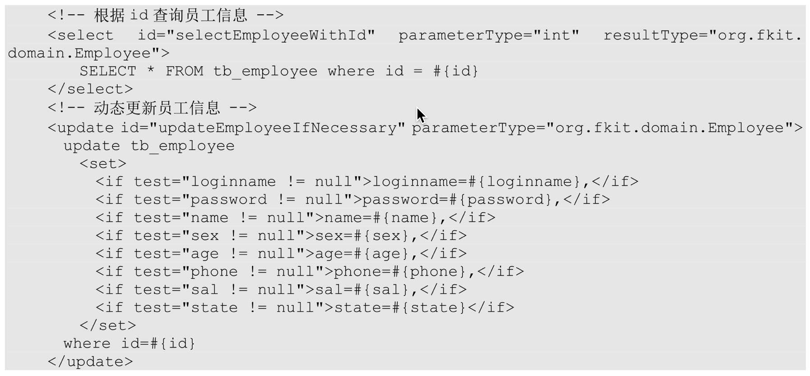 <!-- 根据 id 查询员工信息 -->
<select id="selectEmployeeWithId" parameterType="int" resultType="org.fkit.
domain.Employee">
SELECT * FROM tb_employee where id = #{id}
</select>
<!-- 动态更新员工信息 -->
<update id="updateEmployeeIfNecessary" parameterType="org.fkit.domain.Employee">
update tb_employee
<set>
<if test="loginname != null">loginname=#{loginname},</if>
<if test="password != null">password=#{password},</if>
<if test="name != null">name=#{name},</if>
<if test="sex != null">sex=#{sex},</if>
<if test="age != null">age=#{age},</if>
<if test="phone != null">phone=#{phone},</if>
<if test="sal != null">sal=#{sal},</if>
<if test="state != null">state=#{state}</if>
</set>
where id=#{id}
</update>